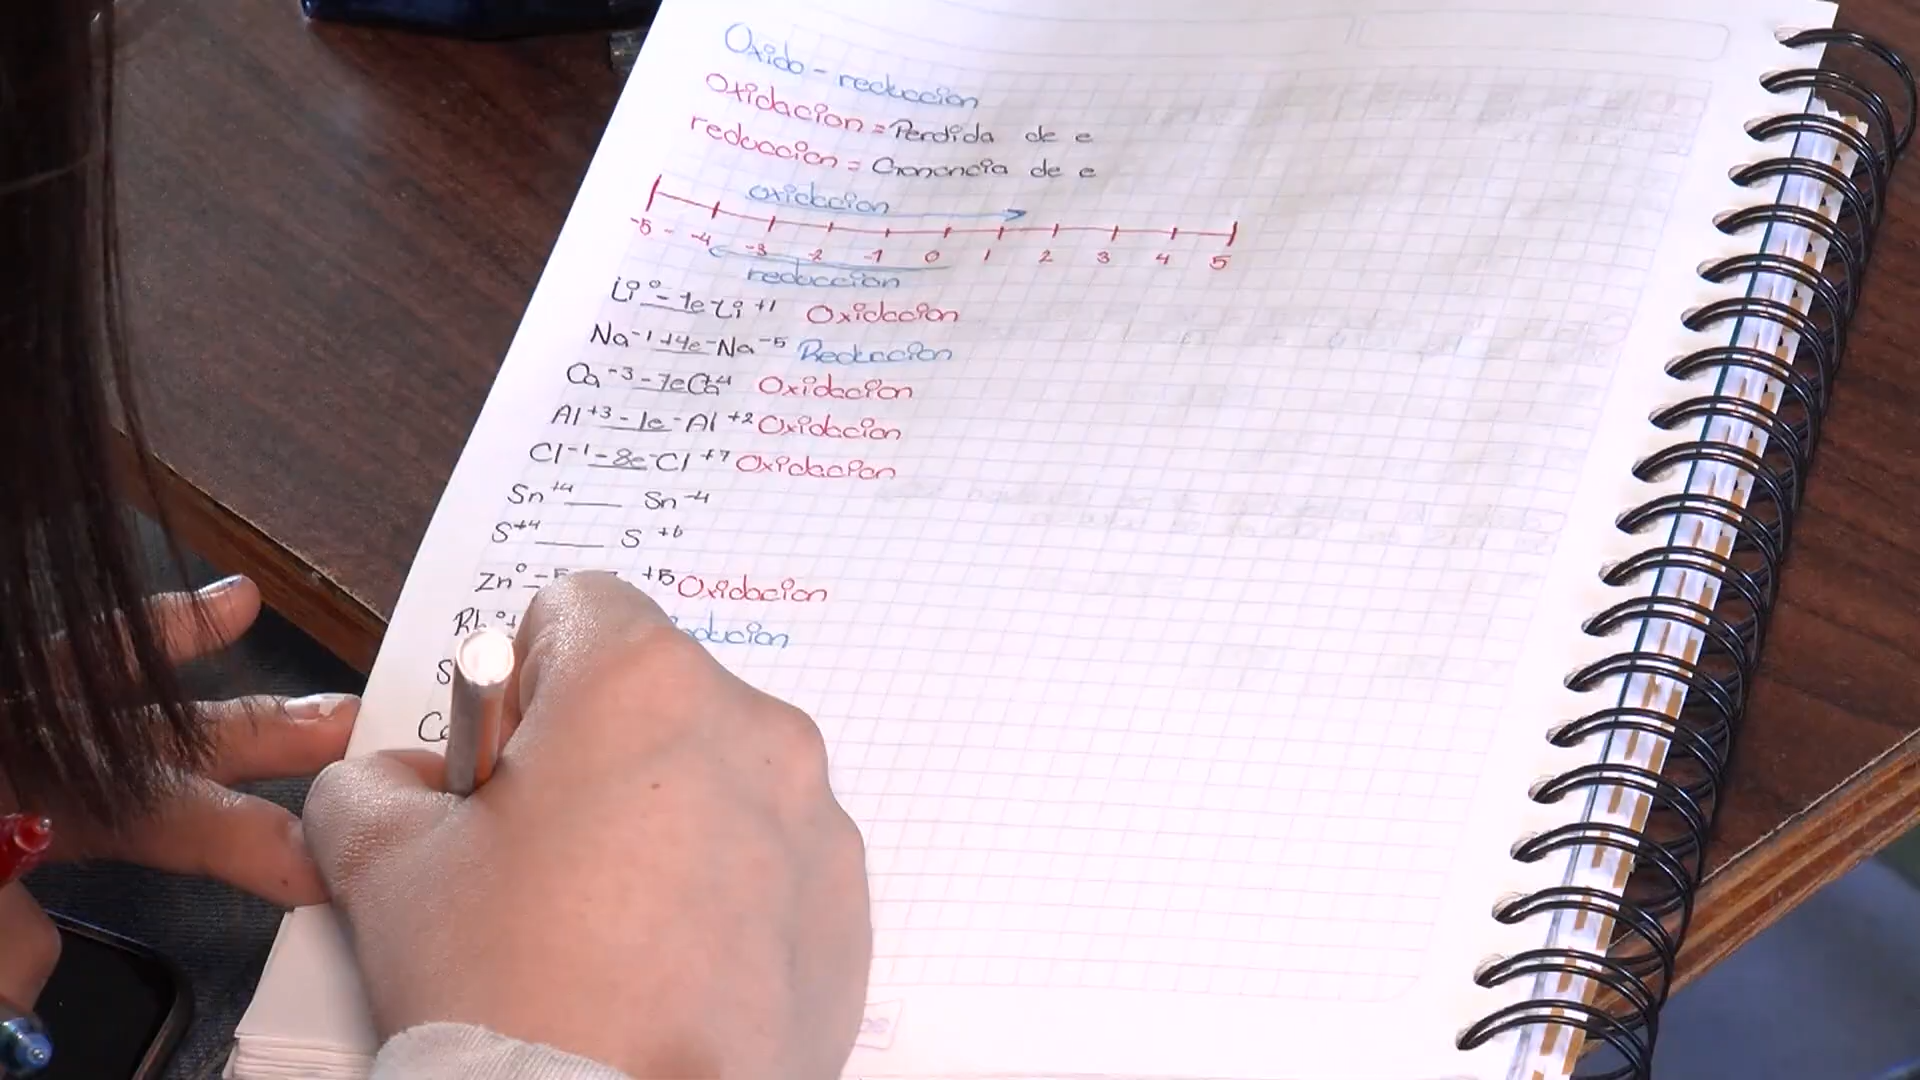 Oxido - reduccion
Oxidacion = Perdida de e
reduccion = Ganancia de e
oxidacion
-5 - -4 -3 -2 -1 0 1 2 3 4 5
reduccion
Li⁰ - 1e - Li +1 Oxidacion
Na -1 +4e - Na -5 Reduccion
Ca -3 - 7e Ca +4 Oxidacion
Al +3 - 1e - Al +2 Oxidacion
Cl -1 - 8e - Cl +7 Oxidacion
Sn +4 ___ Sn -4
S +4 ___ S +6
Zn⁰ - 5 +5 Oxidacion